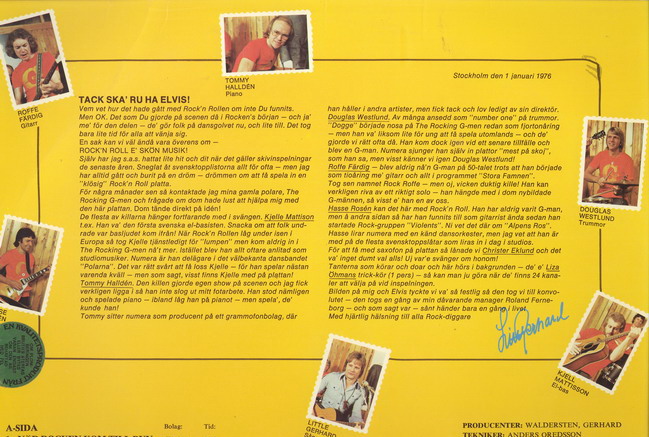 ROFFE
FÄRDIG
Gitarr
TOMMY
HALLDÉN
Piano
Stockholm den 1 januari 1976
TACK SKA' RU HA ELVIS!
Vem vet hur det hade gått med Rock'n Rollen om inte Du funnits.
Men OK. Det som Du gjorde på scenen då i Rocken's början — och ja'
me' för den delen — de' gör folk på dansgolvet nu, och lite till. Det tog
bara lite tid för alla att vänja sig.
En sak kan vi väl ändå vara överens om —
ROCK'N ROLL E' SKÖN MUSIK!
Själv har jag s.a.s. hattat lite hit och dit när det gäller skivinspelningar
de senaste åren. Sneglat åt svensktopplistorna allt för ofta — men jag
har alltid gått och burit på en dröm — drömmen om att få spela in en
"klösig" Rock'n Roll platta.
För några månader sen så kontaktade jag mina gamla polare, The
Rocking G-men och frågade om dom hade lust att hjälpa mig med
den här plattan. Dom tände direkt på idén!
De flesta av killarna hänger fortfarande med i svängen. Kjelle Mattison
t.ex. Han va' den första svenska el-basisten. Snacka om att folk und-
rade var basljudet kom ifrån! När Rock'n Rollen låg under isen i
Europa så tog Kjelle tjänstledigt för "lumpen" men kom aldrig in i
The Rocking G-men nå't mer. Istället blev han allt oftare anlitad som
studiomusiker. Numera är han delägare i det välbekanta dansbandet
"Polarna". Det var rätt svårt att få loss Kjelle — för han spelar nästan
varenda kväll — men som sagt, visst finns Kjelle med på plattan!
Tommy Halldén. Den killen gjorde egen show på scenen och jag fick
verkligen ligga i så han inte slog ut mitt fotarbete. Han stod nämligen
och spelade piano — ibland låg han på pianot — men spela', de'
kunde han!
Tommy sitter numera som producent på ett grammofonbolag, där
han håller i andra artister, men fick tack och lov ledigt av sin direktör.
Douglas Westlund. Av många ansedd som "number one" på trummor.
"Dogge" började nosa på The Rocking G-men redan som fjortonåring
— men han va' liksom lite för ung att få spela utomlands — och de'
gjorde vi rätt ofta då. Han kom dock igen vid ett senare tillfälle och
blev en G-man. Numera sjunger han själv in plattor "mest på skoj",
som han sa, men visst känner vi igen Douglas Westlund!
Roffe Färdig — blev aldrig nå'n G-man på 50-talet trots att han började
som tioåring me' gitarr och allt i programmet "Stora Famnen".
Tog sen namnet Rock Roffe — men oj, vicken duktig kille! Han kan
verkligen riva av ett riktigt solo — han hängde med i dom nybildade
G-männen, så visst e' han en av oss.
Hasse Rosén kan det här med Rock'n Roll. Han har aldrig varit G-man,
men å andra sidan så har han funnits till som gitarrist ända sedan han
startade Rock-gruppen "Violents". Ni vet det där om "Alpens Ros".
Hasse lirar numera med en känd dansorkester, men jag vet att han är
med på de flesta svensktopplåtar som liras in i dag i studios.
För att få med saxofon på plattan så lånade vi Christer Eklund och det
va' inget dumt val alls! Uj var'e svänger om honom!
Tanterna som körar och doar och här hörs i bakgrunden — de' e' Liza
Öhmans trick-kör (1 pers) — så kan man ju göra när de' finns 24 kana-
ler att välja på vid inspelningen.
Bilden på mig och Elvis tyckte vi va' så festlig så den tog vi till konvo-
lutet — den togs en gång av min dåvarande manager Roland Ferne-
borg — och som sagt var — sånt händer bara en gång i livet.
Med hjärtlig hälsning till alla Rock-diggare
DOUGLAS
WESTLUND
Trummor
KJELL
MATTISSON
El-bas
LITTLE
GERHARD
A-SIDA
Bolag: Tid:
PRODUCENTER: WALDERSTEN, GERHARD
TEKNIKER: ANDERS OREDSSON